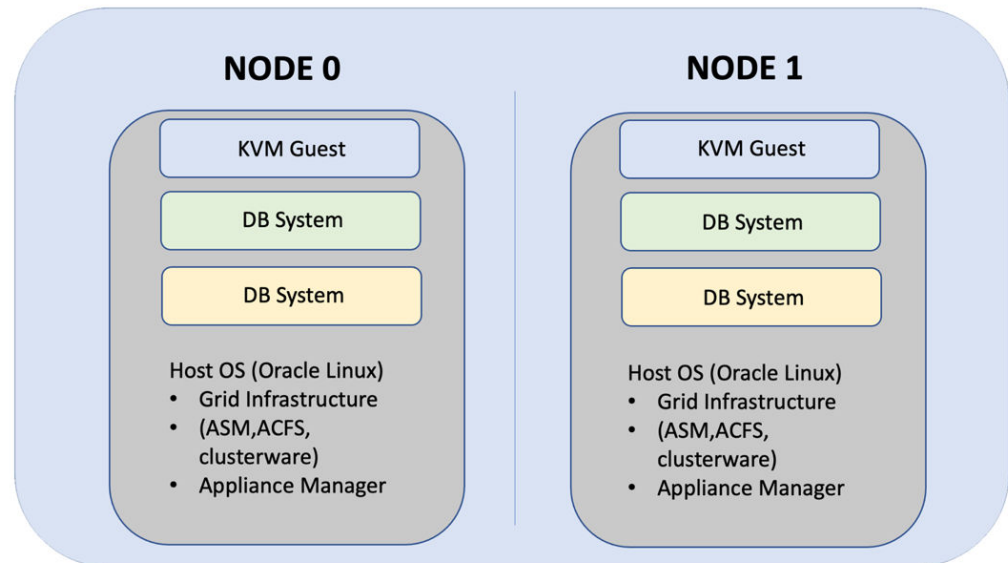 NODE 0
KVM Guest
DB System
DB System
Host OS (Oracle Linux)
• Grid Infrastructure
• (ASM,ACFS,
clusterware)
• Appliance Manager
NODE 1
KVM Guest
DB System
DB System
Host OS (Oracle Linux)
• Grid Infrastructure
• (ASM,ACFS,
clusterware)
• Appliance Manager